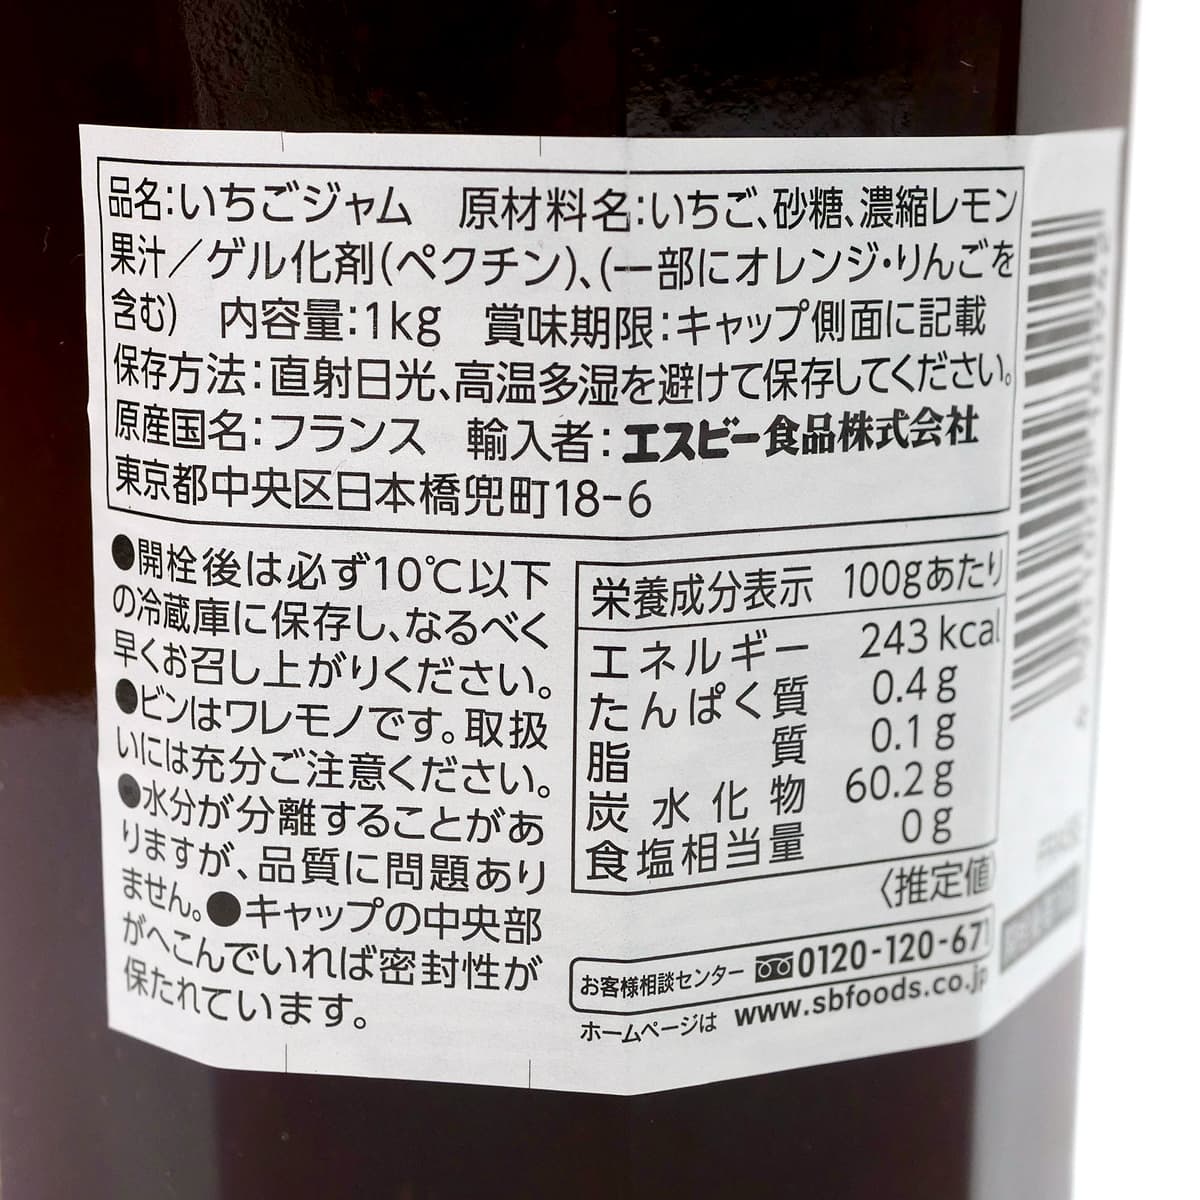 品名:いちごジャム　原材料名:いちご、砂糖、濃縮レモン
果汁/ゲル化剤(ペクチン)、(一部にオレンジ・りんごを
含む)　内容量:1kg　賞味期限:キャップ側面に記載
保存方法:直射日光、高温多湿を避けて保存してください。
原産国名:フランス　輸入者:エスビー食品株式会社
東京都中央区日本橋兜町18-6
●開栓後は必ず10℃以下
の冷蔵庫に保存し、なるべく
早くお召し上がりください。
●ビンはワレモノです。取扱
いには充分ご注意ください。
●水分が分離することがあ
りますが、品質に問題あり
ません。●キャップの中央部
がへこんでいれば密封性が
保たれています。
栄養成分表示　100gあたり
エネルギー　243kcal
たんぱく質　0.4g
脂質　0.1g
炭水化物　60.2g
食塩相当量　0g
〈推定値〉
お客様相談センター　0120-120-671
ホームページは　www.sbfoods.co.jp